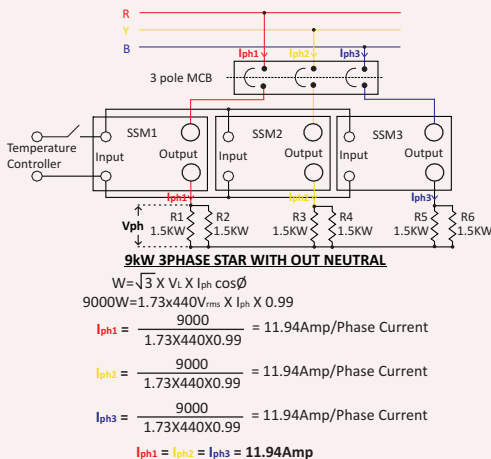 R
Y
B
Iph1 Iph2 Iph3
3 pole MCB
SSM1 SSM2 SSM3
Temperature
Controller
Input Output Input Output Input Output
Iph1 Iph2 Iph3
Vph
R1 R2 R3 R4 R5 R6
1.5KW 1.5KW 1.5KW 1.5KW 1.5KW 1.5KW
9kW 3PHASE STAR WITH OUT NEUTRAL
W=√3 X VL X Iph cosØ
9000W=1.73x440Vrms X Iph X 0.99
Iph1 = 9000 / 1.73X440X0.99 = 11.94Amp/Phase Current
Iph2 = 9000 / 1.73X440X0.99 = 11.94Amp/Phase Current
Iph3 = 9000 / 1.73X440X0.99 = 11.94Amp/Phase Current
Iph1 = Iph2 = Iph3 = 11.94Amp